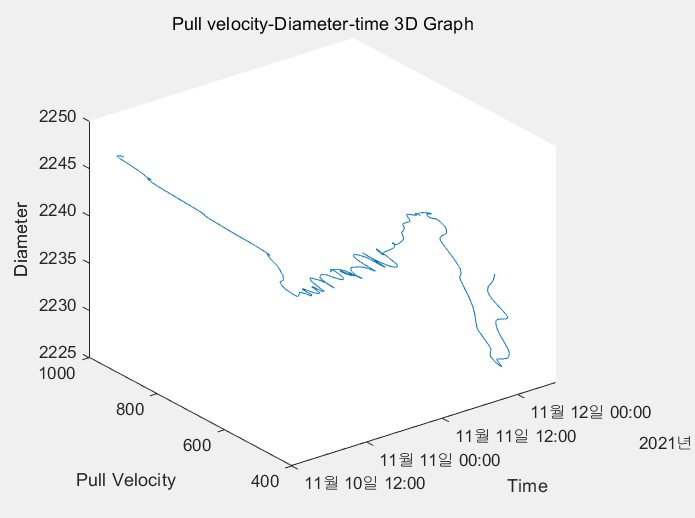 Pull velocity-Diameter-time 3D Graph
2250
2245
2240
2235
2230
2225
Diameter
1000
800
600
400
Pull Velocity
11월 10일 12:00
11월 11일 00:00
11월 11일 12:00
11월 12일 00:00
2021년
Time